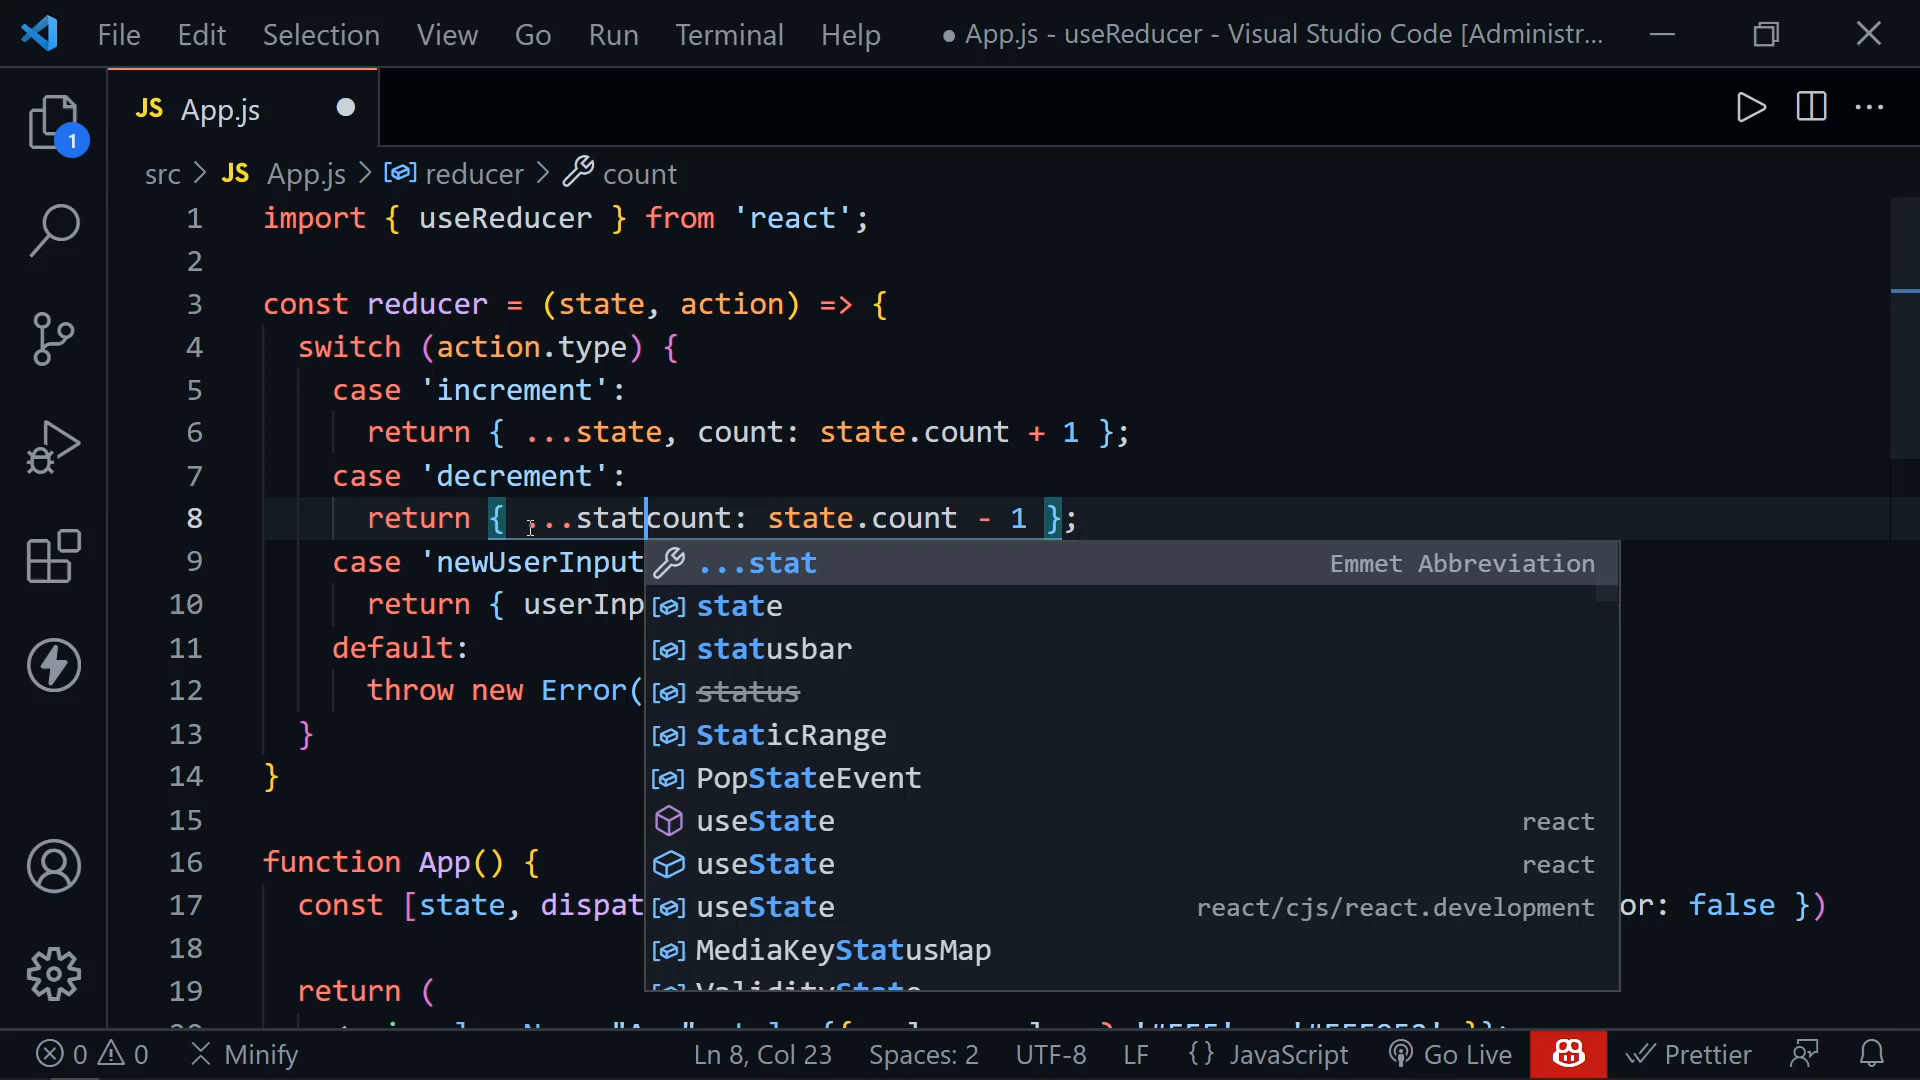 File Edit Selection View Go Run Terminal Help ● App.js - useReducer - Visual Studio Code [Administr...
JS App.js
1
src > JS App.js > reducer > count
1 import { useReducer } from 'react';
2
3 const reducer = (state, action) => {
4 switch (action.type) {
5 case 'increment':
6 return { ...state, count: state.count + 1 };
7 case 'decrement':
8 return { ...statcount: state.count - 1 };
9 case 'newUserInput
...stat Emmet Abbreviation
10 return { userInp
state
11 default:
statusbar
12 throw new Error(
status
13 }
StaticRange
14 }
PopStateEvent
15
useState react
16 function App() {
useState react
17 const [state, dispat
useState react/cjs/react.development
or: false })
18
MediaKeyStatusMap
19 return (
ValidityState
0 0 Minify Ln 8, Col 23 Spaces: 2 UTF-8 LF {} JavaScript Go Live Prettier